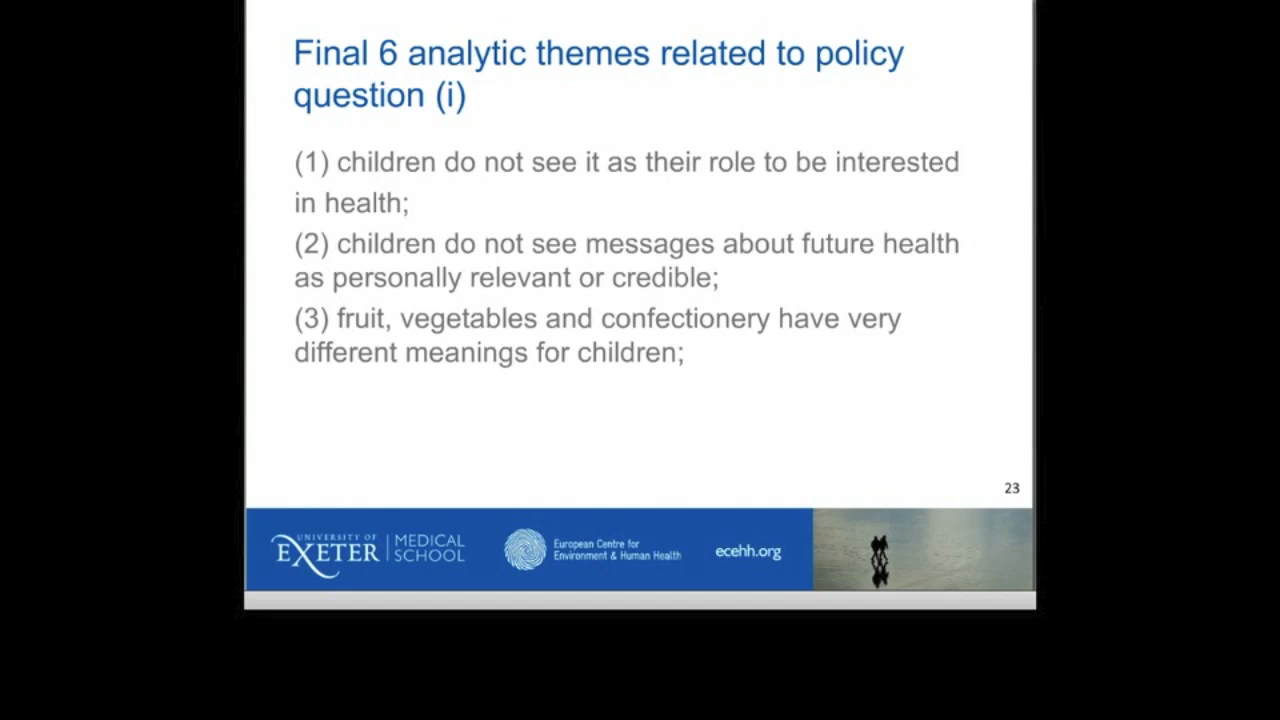 Final 6 analytic themes related to policy
question (i)
(1) children do not see it as their role to be interested
in health;
(2) children do not see messages about future health
as personally relevant or credible;
(3) fruit, vegetables and confectionery have very
different meanings for children;
23
UNIVERSITY OF
EXETER
MEDICAL
SCHOOL
European Centre for
Environment & Human Health
ecehh.org